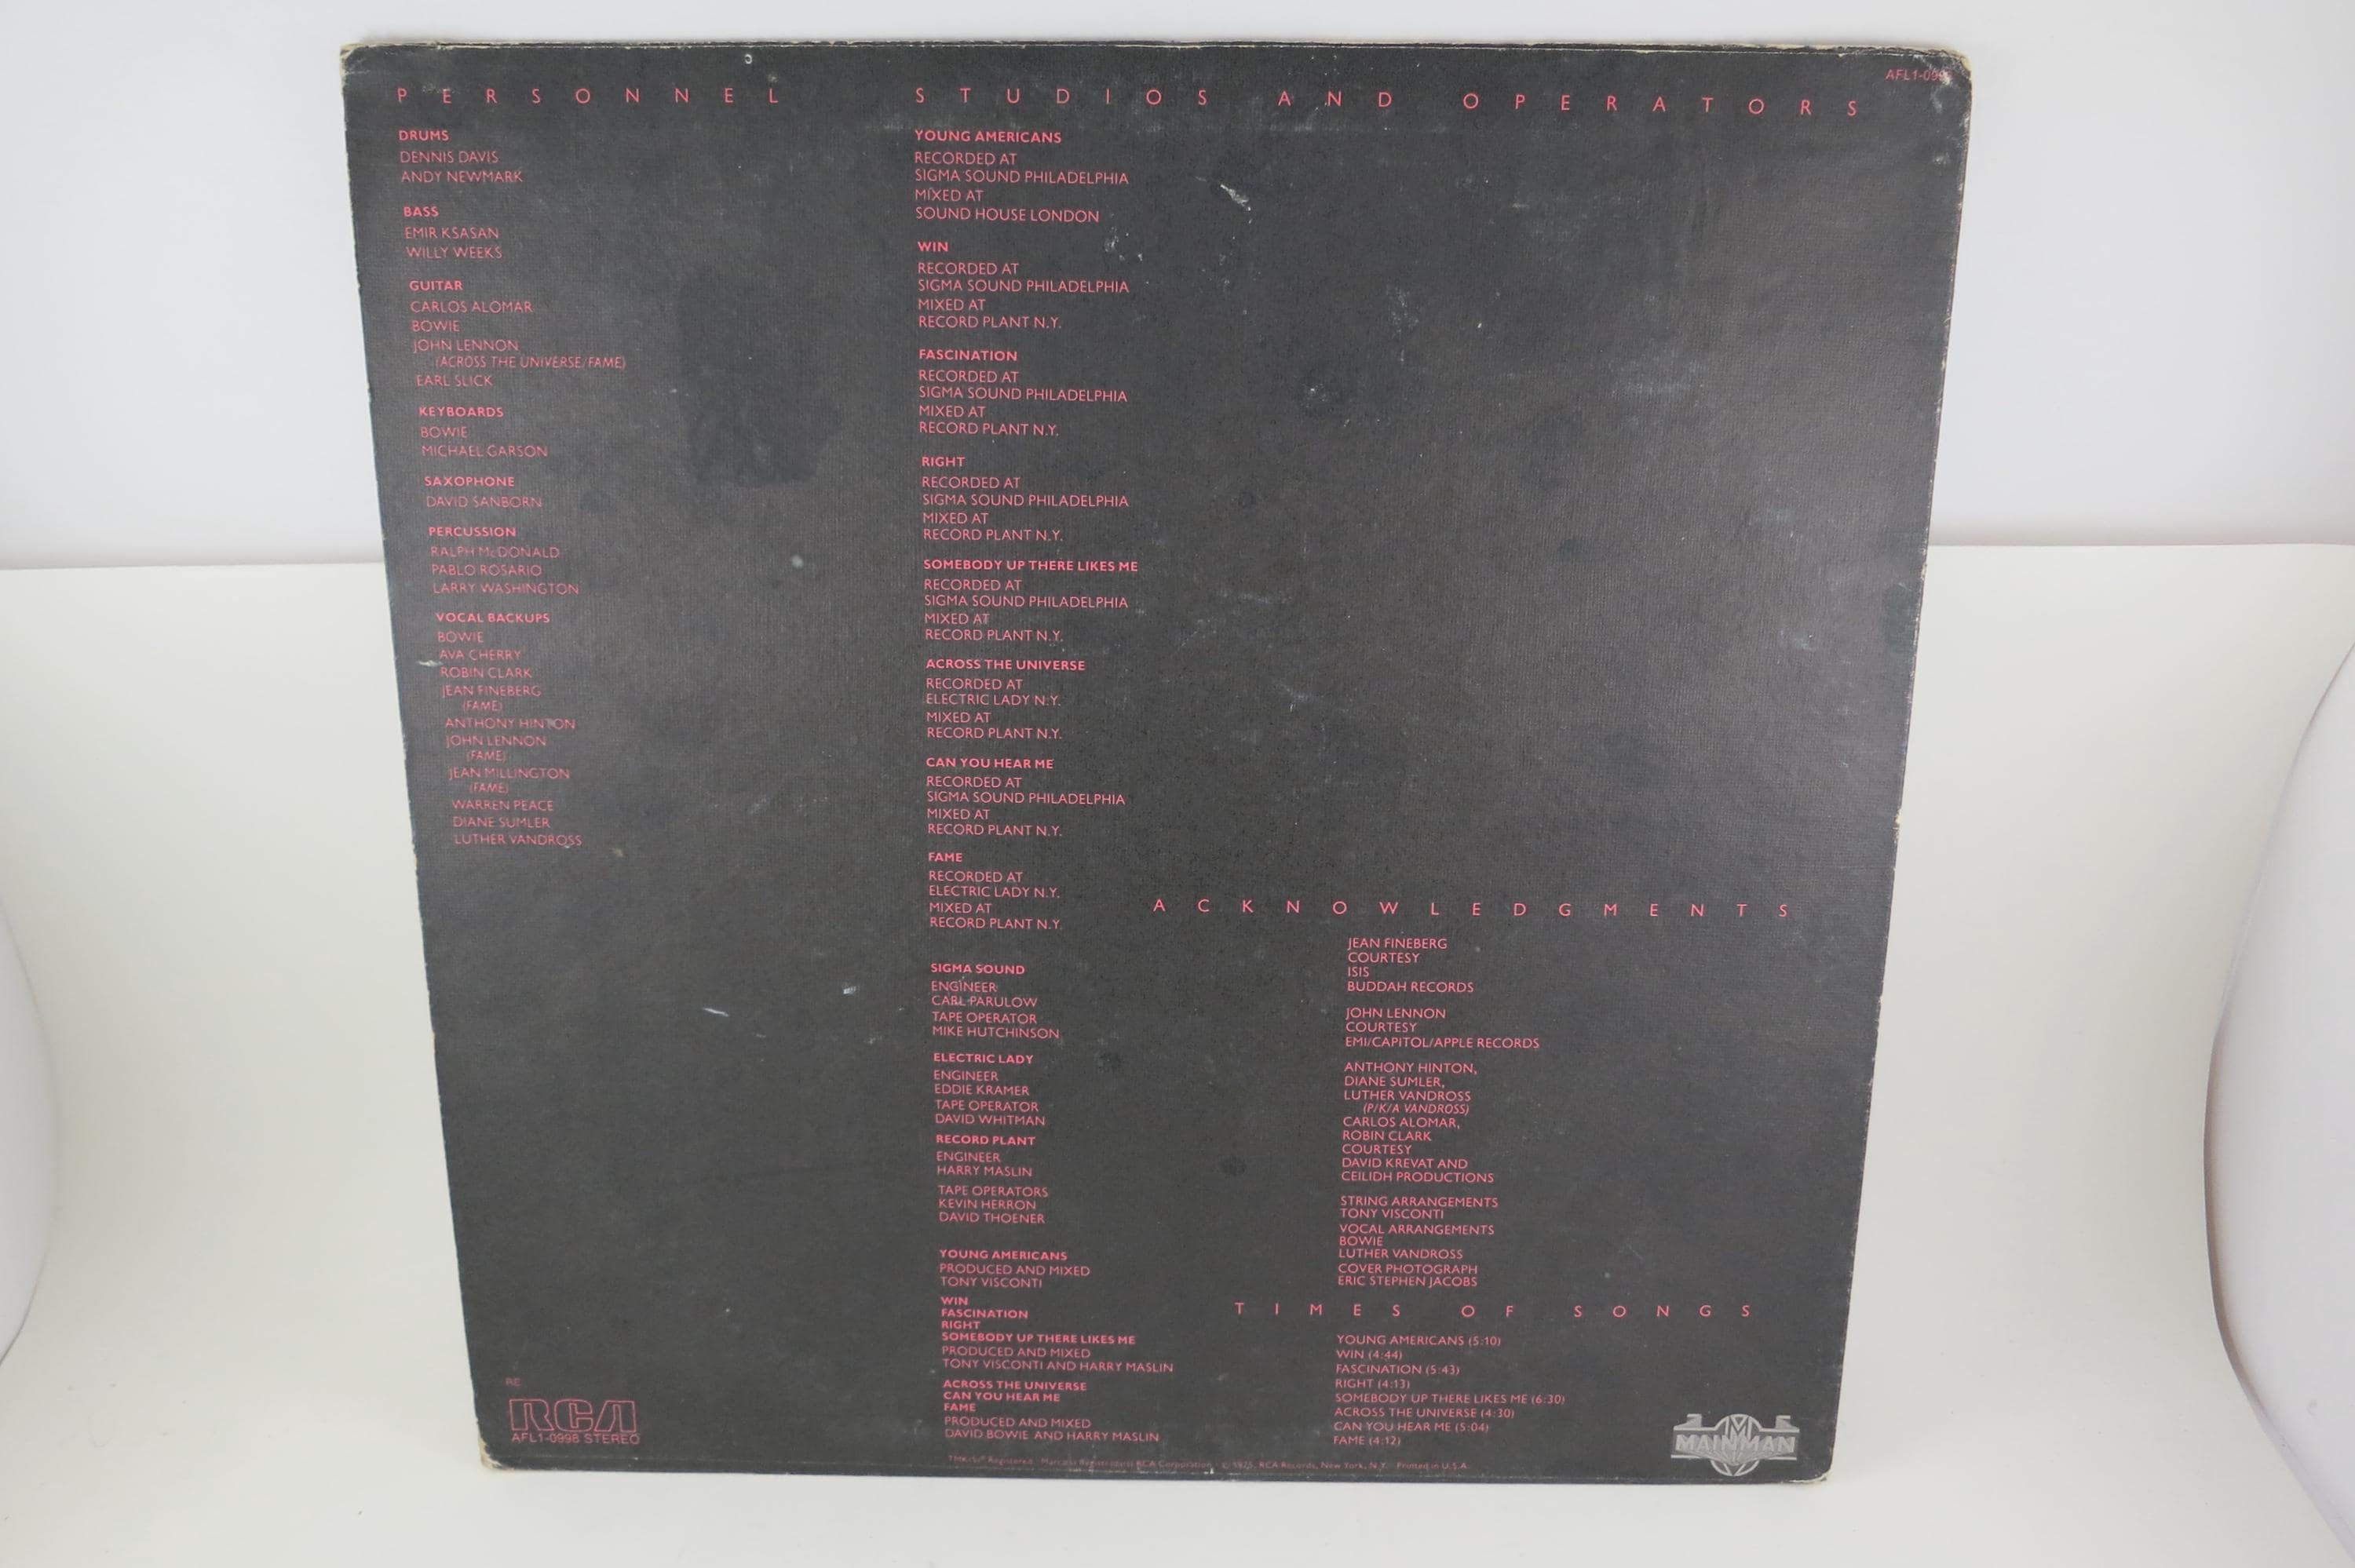 AFL1-099
PERSONNEL
DRUMS
DENNIS DAVIS
ANDY NEWMARK
BASS
EMIR KSASAN
WILLY WEEKS
GUITAR
CARLOS ALOMAR
BOWIE
JOHN LENNON
(ACROSS THE UNIVERSE/FAME)
EARL SLICK
KEYBOARDS
BOWIE
MICHAEL GARSON
SAXOPHONE
DAVID SANBORN
PERCUSSION
RALPH McDONALD
PABLO ROSARIO
LARRY WASHINGTON
VOCAL BACKUPS
BOWIE
AVA CHERRY
ROBIN CLARK
JEAN FINEBERG
(FAME)
ANTHONY HINTON
JOHN LENNON
(FAME)
JEAN MILLINGTON
(FAME)
WARREN PEACE
DIANE SUMLER
LUTHER VANDROSS
STUDIOS AND OPERATORS
YOUNG AMERICANS
RECORDED AT
SIGMA SOUND PHILADELPHIA
MIXED AT
SOUND HOUSE LONDON
WIN
RECORDED AT
SIGMA SOUND PHILADELPHIA
MIXED AT
RECORD PLANT N.Y.
FASCINATION
RECORDED AT
SIGMA SOUND PHILADELPHIA
MIXED AT
RECORD PLANT N.Y.
RIGHT
RECORDED AT
SIGMA SOUND PHILADELPHIA
MIXED AT
RECORD PLANT N.Y.
SOMEBODY UP THERE LIKES ME
RECORDED AT
SIGMA SOUND PHILADELPHIA
MIXED AT
RECORD PLANT N.Y.
ACROSS THE UNIVERSE
RECORDED AT
ELECTRIC LADY N.Y.
MIXED AT
RECORD PLANT N.Y.
CAN YOU HEAR ME
RECORDED AT
SIGMA SOUND PHILADELPHIA
MIXED AT
RECORD PLANT N.Y.
FAME
RECORDED AT
ELECTRIC LADY N.Y.
MIXED AT
RECORD PLANT N.Y.
SIGMA SOUND
ENGINEER
CARL PARULOW
TAPE OPERATOR
MIKE HUTCHINSON
ELECTRIC LADY
ENGINEER
EDDIE KRAMER
TAPE OPERATOR
DAVID WHITMAN
RECORD PLANT
ENGINEER
HARRY MASLIN
TAPE OPERATORS
KEVIN HERRON
DAVID THOENER
YOUNG AMERICANS
PRODUCED AND MIXED
TONY VISCONTI
WIN
FASCINATION
RIGHT
SOMEBODY UP THERE LIKES ME
PRODUCED AND MIXED
TONY VISCONTI AND HARRY MASLIN
ACROSS THE UNIVERSE
CAN YOU HEAR ME
FAME
PRODUCED AND MIXED
DAVID BOWIE AND HARRY MASLIN
ACKNOWLEDGMENTS
JEAN FINEBERG
COURTESY
ISIS
BUDDAH RECORDS
JOHN LENNON
COURTESY
EMI/CAPITOL/APPLE RECORDS
ANTHONY HINTON,
DIANE SUMLER,
LUTHER VANDROSS
(P/K/A VANDROSS)
CARLOS ALOMAR,
ROBIN CLARK
COURTESY
DAVID KREVAT AND
CEILIDH PRODUCTIONS
STRING ARRANGEMENTS
TONY VISCONTI
VOCAL ARRANGEMENTS
BOWIE
LUTHER VANDROSS
COVER PHOTOGRAPH
ERIC STEPHEN JACOBS
TIMES OF SONGS
YOUNG AMERICANS (5:10)
WIN (4:44)
FASCINATION (5:43)
RIGHT (4:13)
SOMEBODY UP THERE LIKES ME (6:30)
ACROSS THE UNIVERSE (4:30)
CAN YOU HEAR ME (5:04)
FAME (4:12)
RE
RCA
AFL1-0998 STEREO
MAINMAN
TMK(s)® Registered · Marca(s) Registrada(s) RCA Corporation · © 1975, RCA Records, New York, N.Y. · Printed in U.S.A.